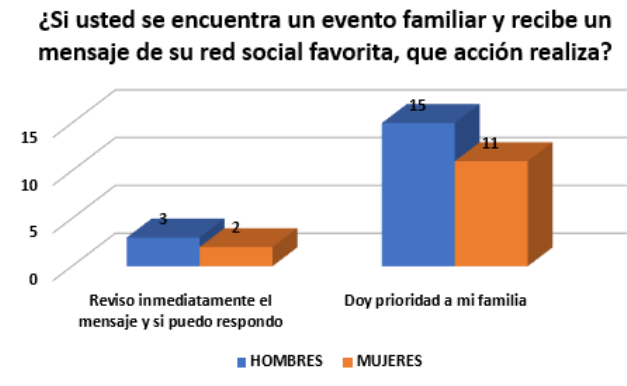 ¿Si usted se encuentra un evento familiar y recibe un
mensaje de su red social favorita, que acción realiza?
15
10
5
0
3
2
15
11
Reviso inmediatamente el
mensaje y si puedo respondo
Doy prioridad a mi familia
HOMBRES
MUJERES